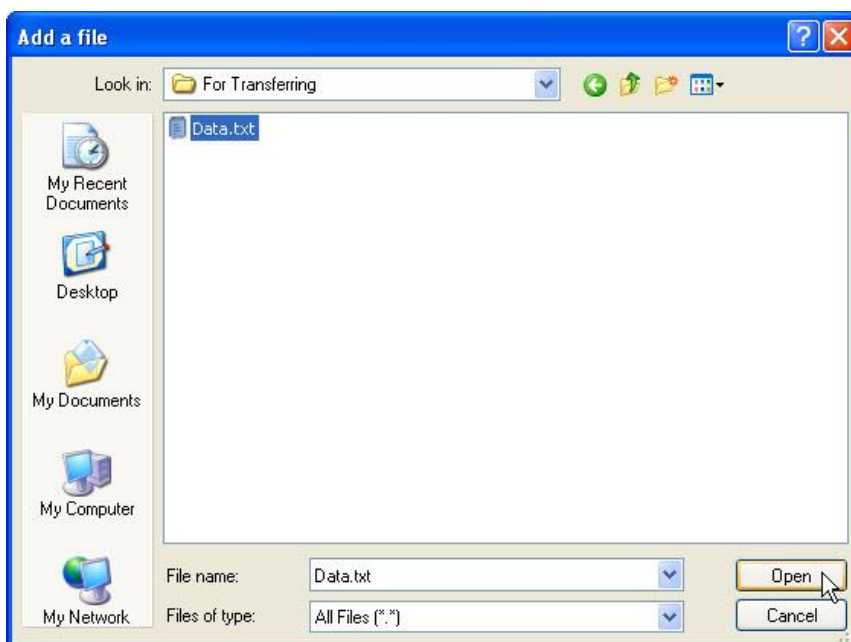 Add a file
Look in: For Transferring
Data.txt
My Recent
Documents
Desktop
My Documents
My Computer
My Network
File name: Data.txt Open
Files of type: All Files (*.*) Cancel